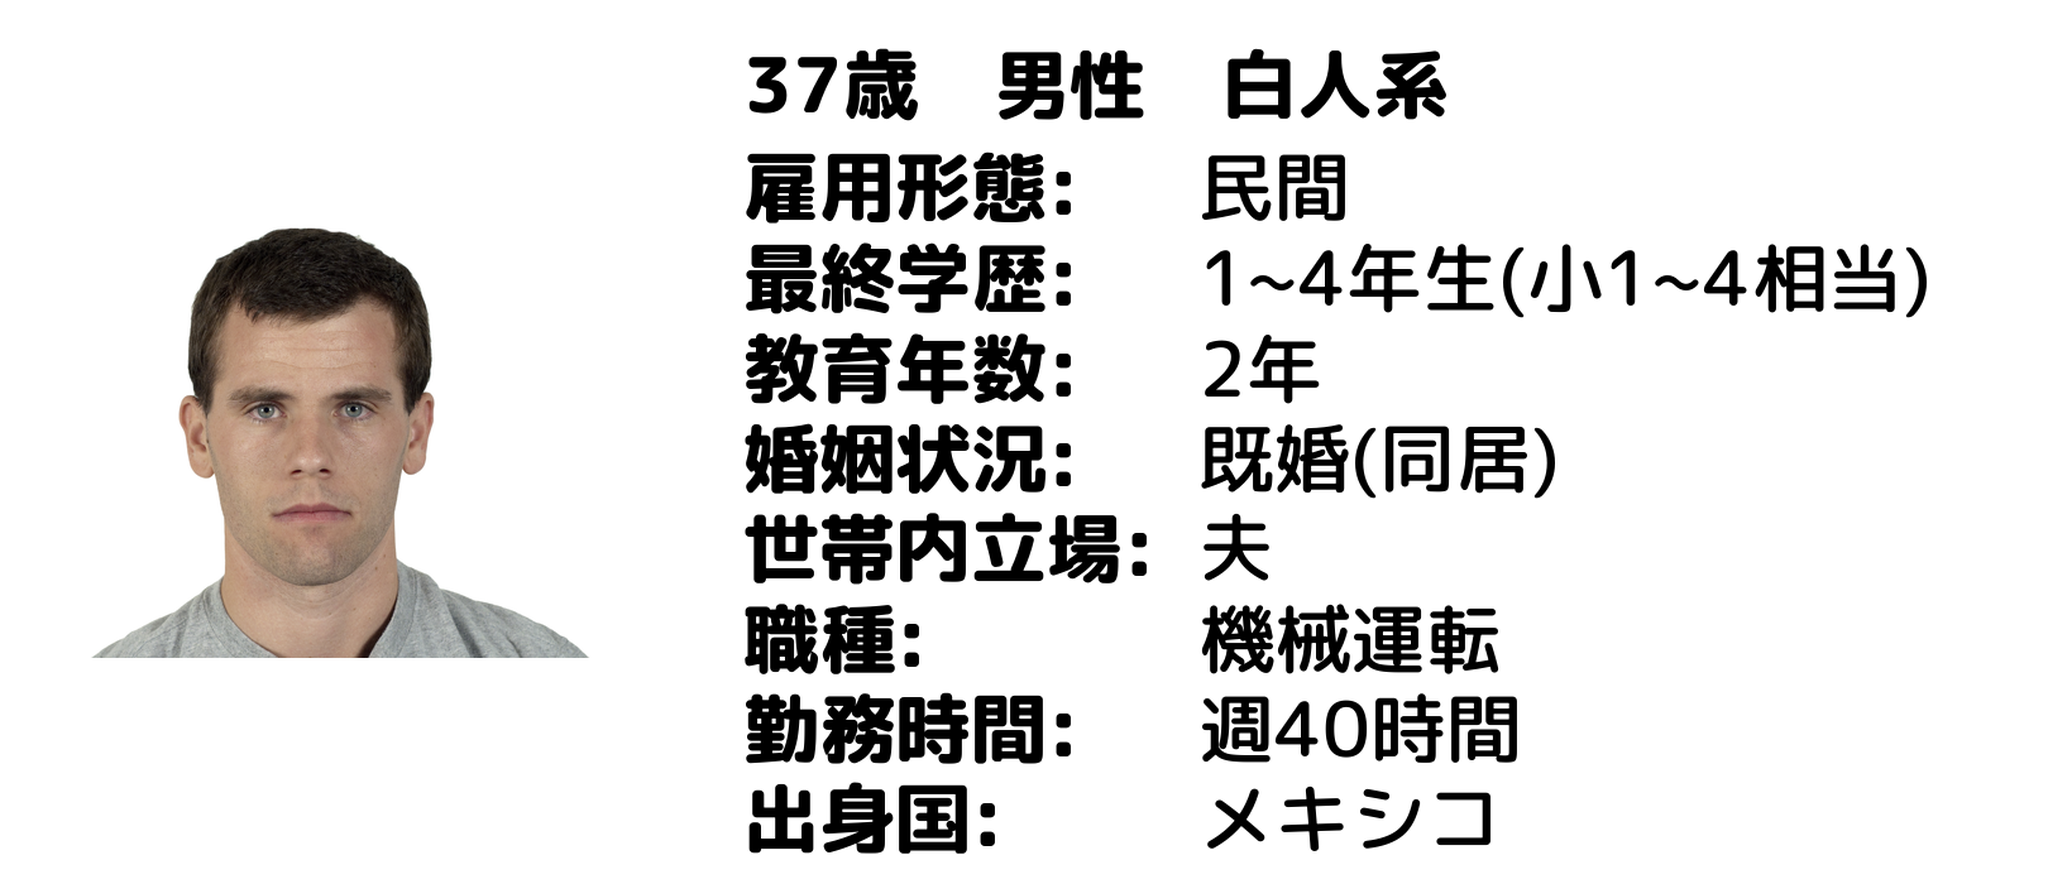 37歳　男性　白人系
雇用形態: 民間
最終学歴: 1~4年生(小1~4相当)
教育年数: 2年
婚姻状況: 既婚(同居)
世帯内立場: 夫
職種: 機械運転
勤務時間: 週40時間
出身国: メキシコ